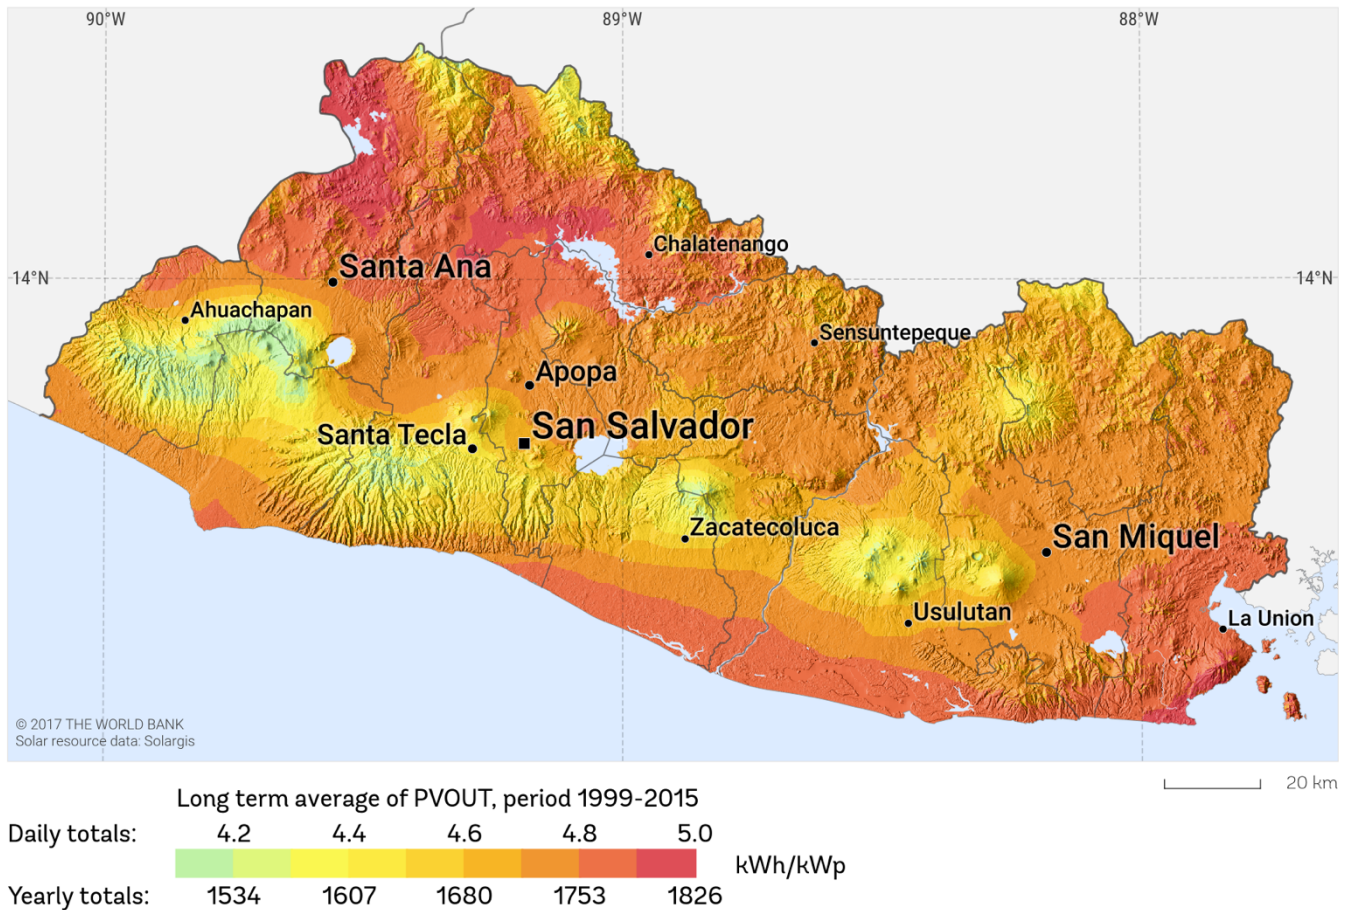 90°W 89°W 88°W
Chalatenango
Santa Ana
14°N 14°N
Ahuachapan
Sensuntepeque
Apopa
San Salvador
Santa Tecla
Zacatecoluca
San Miquel
Usulutan
La Union
© 2017 THE WORLD BANK
Solar resource data: Solargis
20 km
Long term average of PVOUT, period 1999-2015
Daily totals: 4.2 4.4 4.6 4.8 5.0
kWh/kWp
Yearly totals: 1534 1607 1680 1753 1826